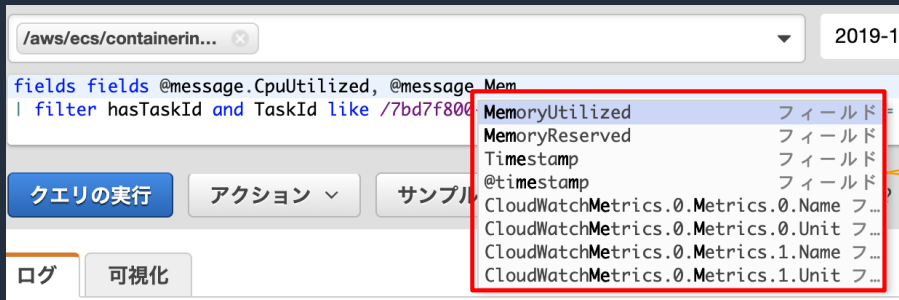 /aws/ecs/containerin...
2019-1
fields fields @message.CpuUtilized, @message.Mem
| filter hasTaskId and TaskId like /7bd7f800
=
MemoryUtilized フィールド
MemoryReserved フィールド
Timestamp フィールド
@timestamp フィールド
CloudWatchMetrics.0.Metrics.0.Name フ…
CloudWatchMetrics.0.Metrics.0.Unit フ…
CloudWatchMetrics.0.Metrics.1.Name フ…
CloudWatchMetrics.0.Metrics.1.Unit フ…
クエリの実行
アクション
サンプル
ログ
可視化